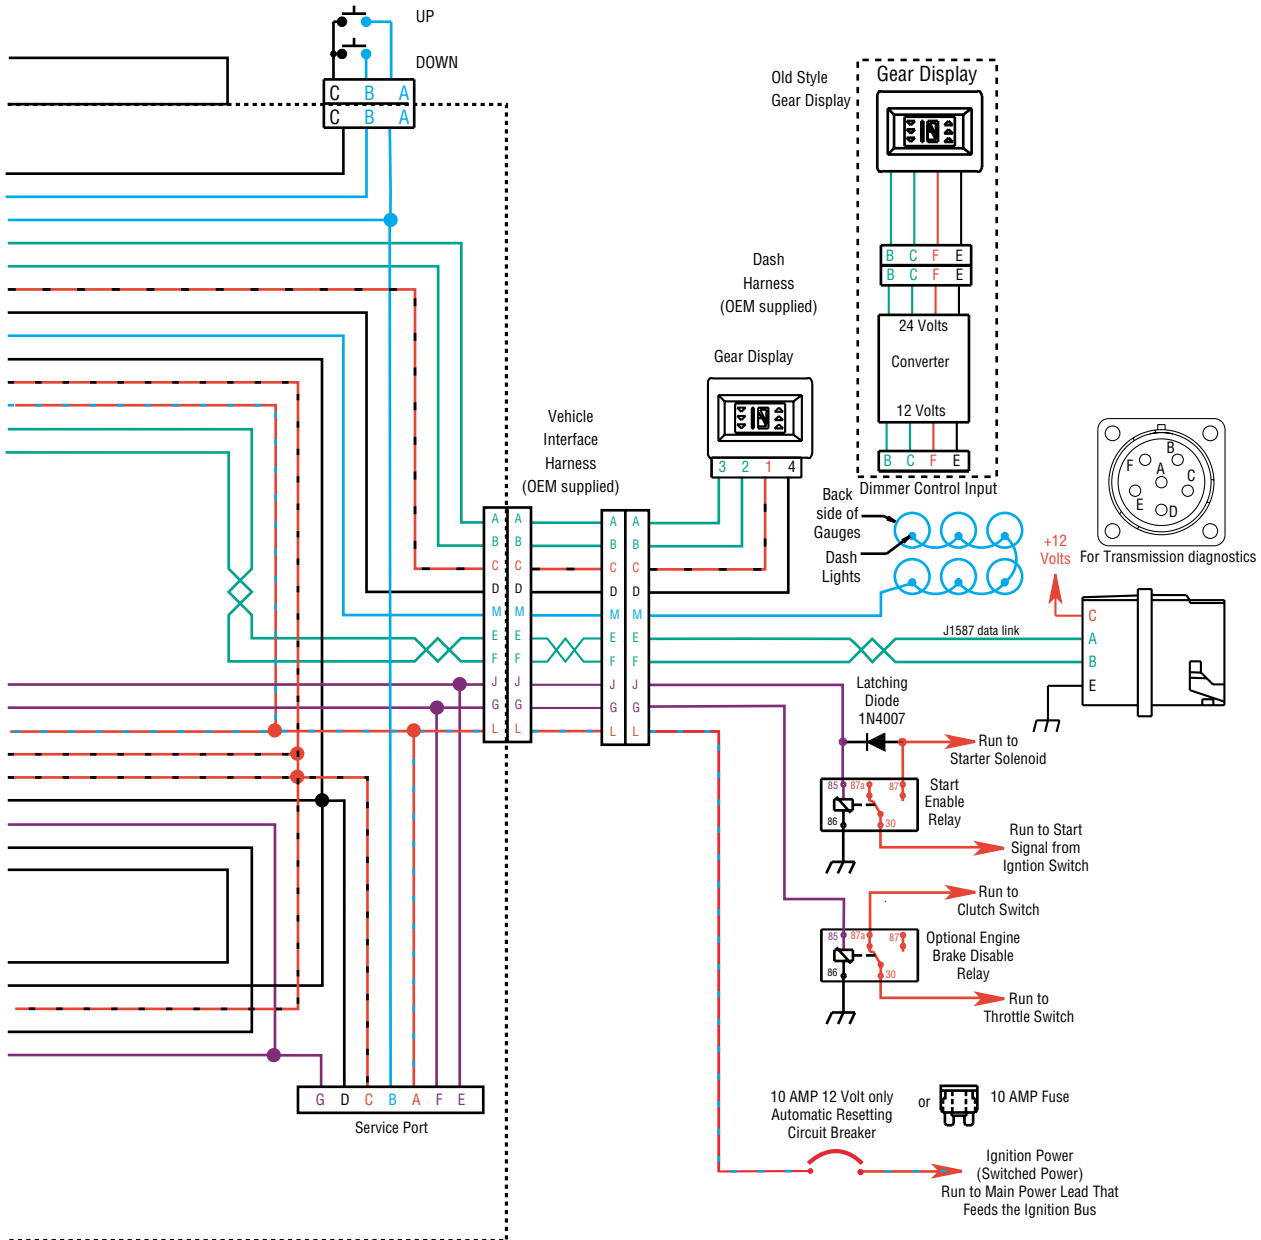 UP
DOWN
C B A
C B A
Old Style
Gear Display
Gear Display
B C F E
B C F E
24 Volts
Converter
12 Volts
B C F E
Dash
Harness
(OEM supplied)
Gear Display
3 2 1 4
Vehicle
Interface
Harness
(OEM supplied)
A A A A
B B B B
C C C C
D D D D
M M M M
E E E E
F F F F
J J J J
G G G G
L L L L
Dimmer Control Input
Back
side of
Gauges
Dash
Lights
B
F A C
E D
For Transmission diagnostics
+12
Volts
C
A
B
E
J1587 data link
Latching
Diode
1N4007
Run to
Starter Solenoid
85 87a 87
86 30
Start
Enable
Relay
Run to Start
Signal from
Igntion Switch
Run to
Clutch Switch
85 87a 87
86 30
Optional Engine
Brake Disable
Relay
Run to
Throttle Switch
G D C B A F E
Service Port
10 AMP 12 Volt only
Automatic Resetting
Circuit Breaker
or
10 AMP Fuse
Ignition Power
(Switched Power)
Run to Main Power Lead That
Feeds the Ignition Bus